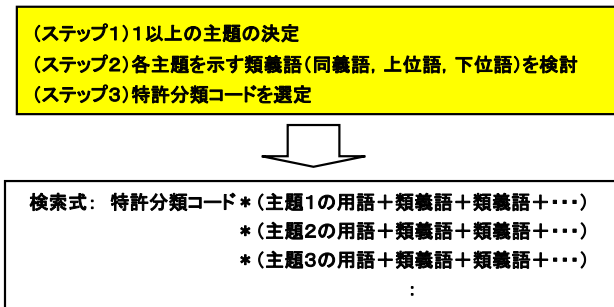 （ステップ1）1以上の主題の決定
（ステップ2）各主題を示す類義語（同義語，上位語，下位語）を検討
（ステップ3）特許分類コードを選定
検索式： 特許分類コード＊（主題1の用語＋類義語＋類義語＋・・・）
＊（主題2の用語＋類義語＋類義語＋・・・）
＊（主題3の用語＋類義語＋類義語＋・・・）
：